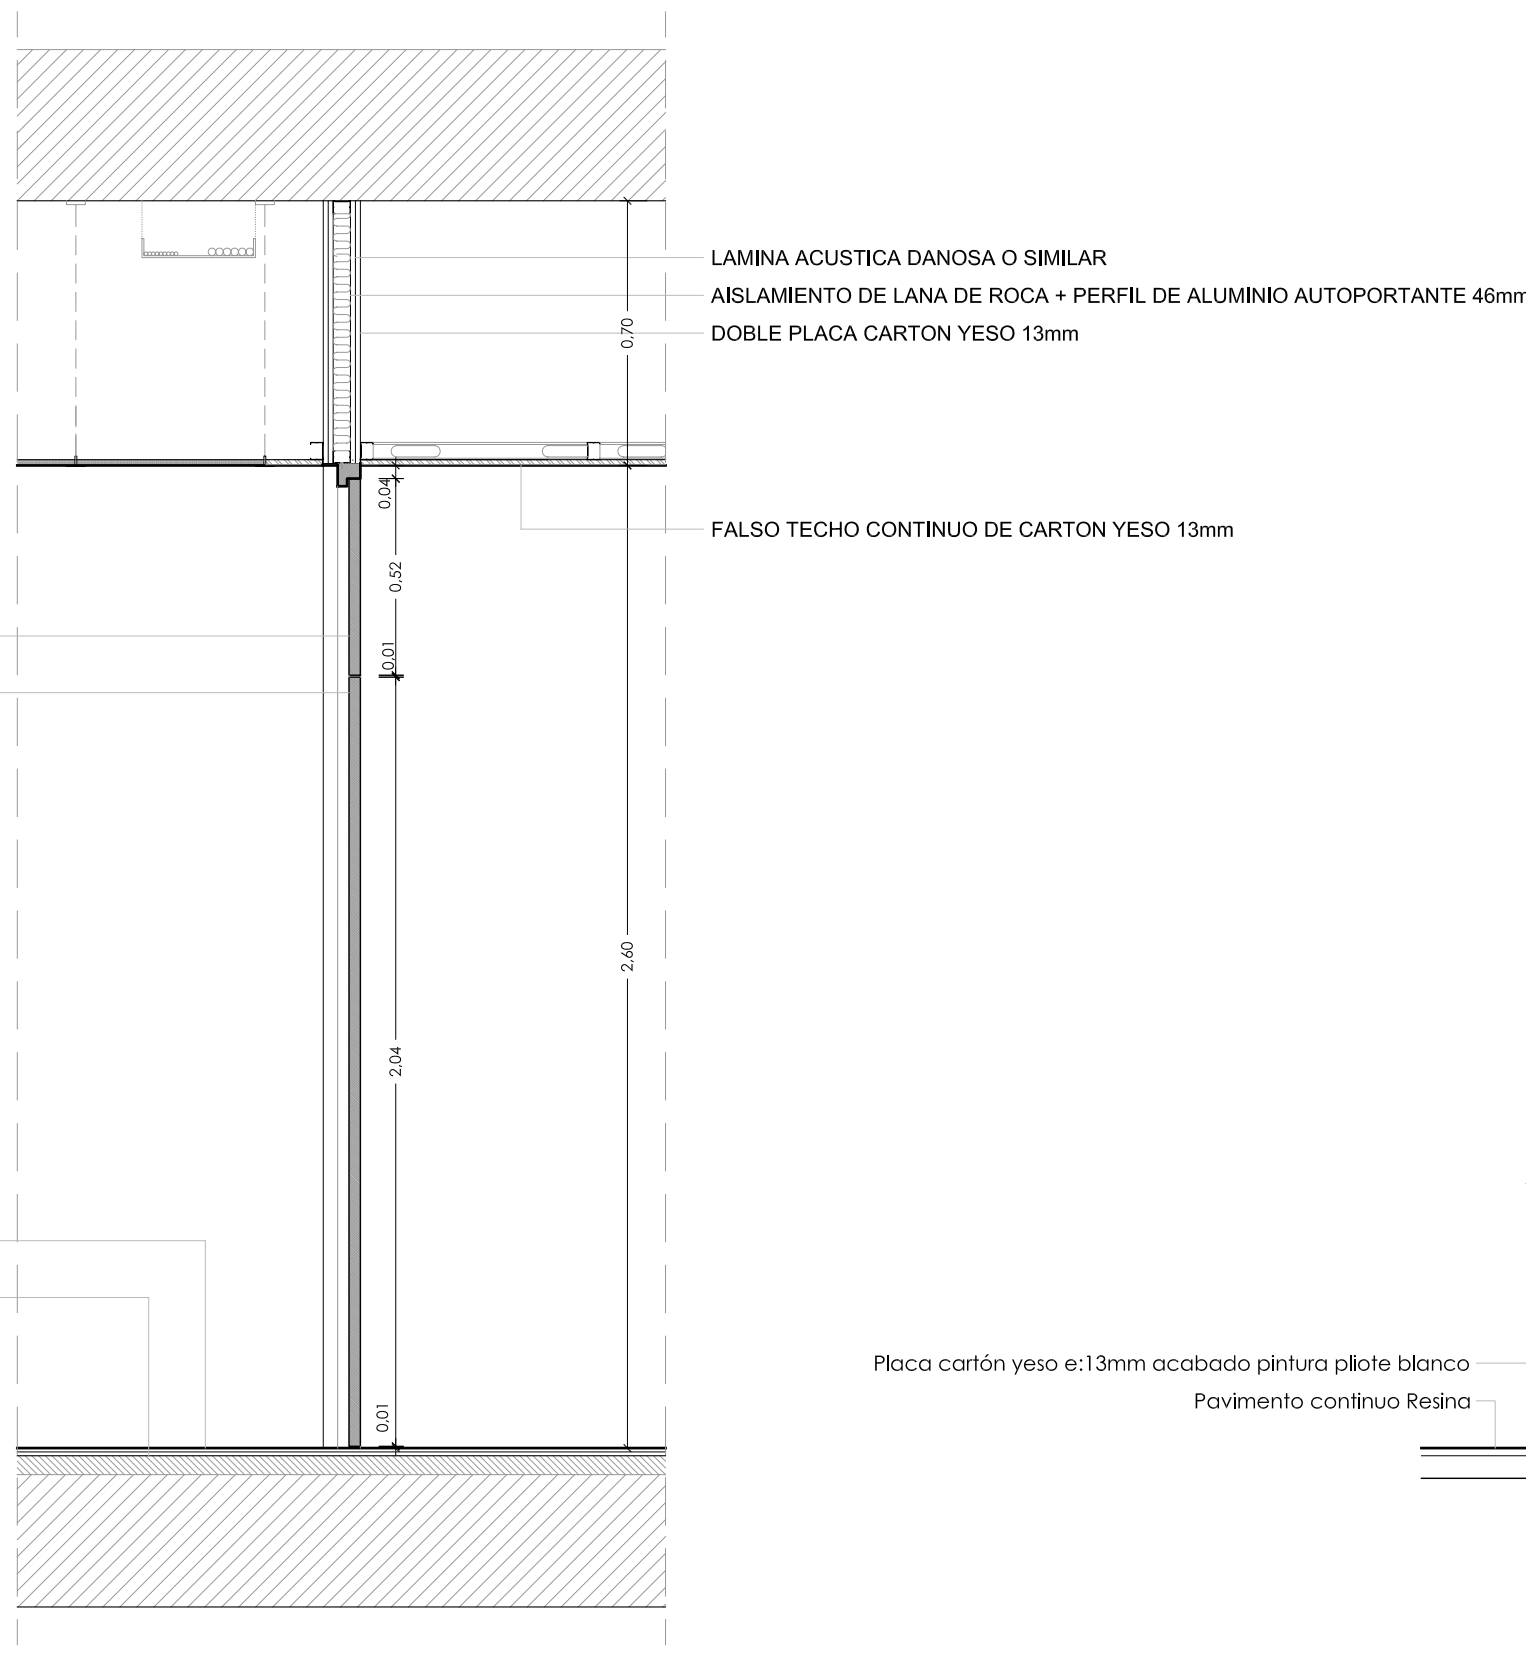 LAMINA ACUSTICA DANOSA O SIMILAR
AISLAMIENTO DE LANA DE ROCA + PERFIL DE ALUMINIO AUTOPORTANTE 46mm
0,70
DOBLE PLACA CARTON YESO 13mm
0,04
FALSO TECHO CONTINUO DE CARTON YESO 13mm
0,52
0,01
2,60
2,04
Placa cartón yeso e:13mm acabado pintura pliote blanco
Pavimento continuo Resina
0,01